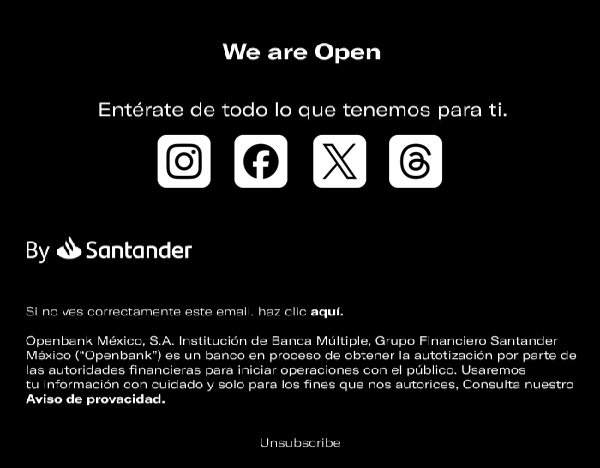 We are Open
Entérate de todo lo que tenemos para ti.
By Santander
Si no ves correctamente este email. haz clic aquí.
Openbank México, S.A. Institución de Banca Múltiple, Grupo Financiero Santander
México (“Openbank”) es un banco en proceso de obtener la autotización por parte de
las autoridades financieras para iniciar operaciones con el público. Usaremos
tu información con cuidado y solo para los fines que nos autorices, Consulta nuestro
Aviso de provacidad.
Unsubscribe